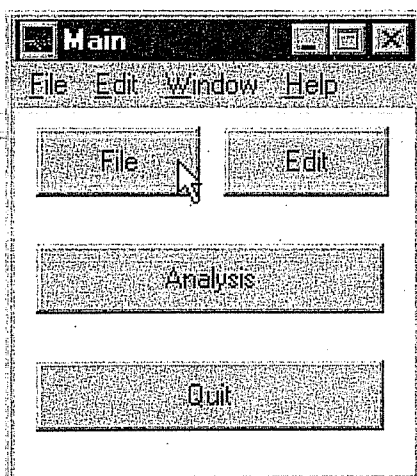 Main
File Edit Window Help
File Edit
Analysis
Quit